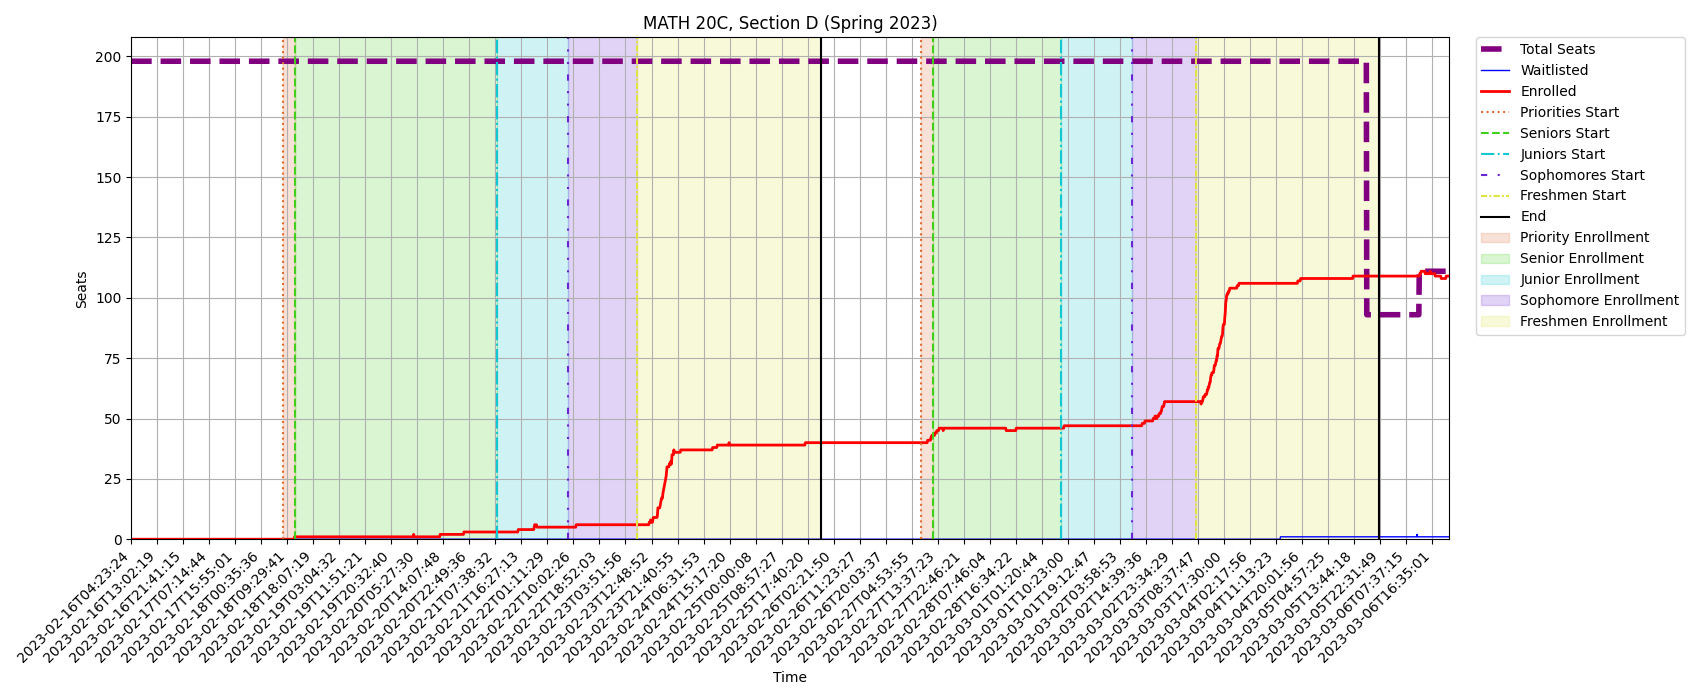 MATH 20C, Section D (Spring 2023)
Seats
200
175
150
125
100
75
50
25
0
2023-02-16T04:23:24
2023-02-16T13:02:19
2023-02-16T21:41:15
2023-02-17T07:14:44
2023-02-17T15:55:01
2023-02-18T00:35:36
2023-02-18T09:29:41
2023-02-18T18:07:19
2023-02-19T03:04:32
2023-02-19T11:51:21
2023-02-19T20:32:40
2023-02-20T05:27:30
2023-02-20T14:07:48
2023-02-20T22:49:36
2023-02-21T07:38:32
2023-02-21T16:27:13
2023-02-22T01:11:29
2023-02-22T10:02:26
2023-02-22T18:52:03
2023-02-23T03:51:56
2023-02-23T12:48:52
2023-02-23T21:40:55
2023-02-24T06:31:53
2023-02-24T15:17:20
2023-02-25T00:00:08
2023-02-25T08:57:27
2023-02-25T17:40:20
2023-02-26T02:21:50
2023-02-26T11:23:27
2023-02-26T20:03:37
2023-02-27T04:53:55
2023-02-27T13:37:23
2023-02-27T22:46:21
2023-02-28T07:46:04
2023-02-28T16:34:22
2023-03-01T01:20:44
2023-03-01T10:23:00
2023-03-01T19:12:47
2023-03-02T03:58:53
2023-03-02T14:39:36
2023-03-02T23:34:29
2023-03-03T08:37:47
2023-03-03T17:30:00
2023-03-04T02:17:56
2023-03-04T11:13:23
2023-03-04T20:01:56
2023-03-05T04:57:25
2023-03-05T13:44:18
2023-03-05T22:31:49
2023-03-06T07:37:15
2023-03-06T16:35:01
Time
Total Seats
Waitlisted
Enrolled
Priorities Start
Seniors Start
Juniors Start
Sophomores Start
Freshmen Start
End
Priority Enrollment
Senior Enrollment
Junior Enrollment
Sophomore Enrollment
Freshmen Enrollment